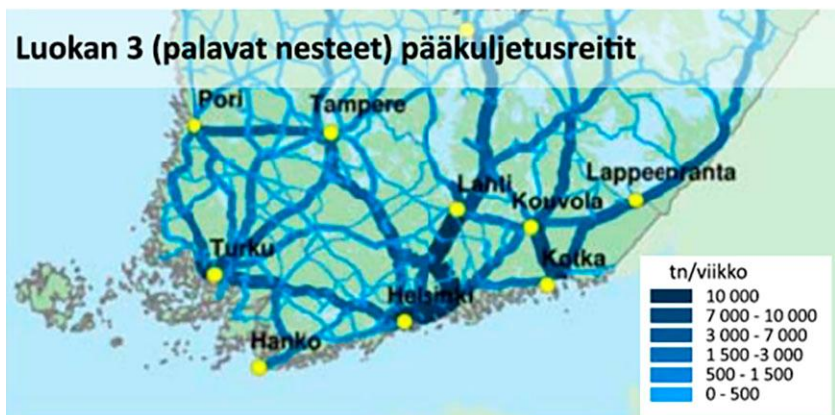 Luokan 3 (palavat nesteet) pääkuljetusreitit
Pori
Tampere
Lahti
Kouvola
Lappeenranta
Turku
Kotka
Helsinki
Hanko
tn/viikko
10 000
7 000 - 10 000
3 000 - 7 000
1 500 -3 000
500 - 1 500
0 - 500